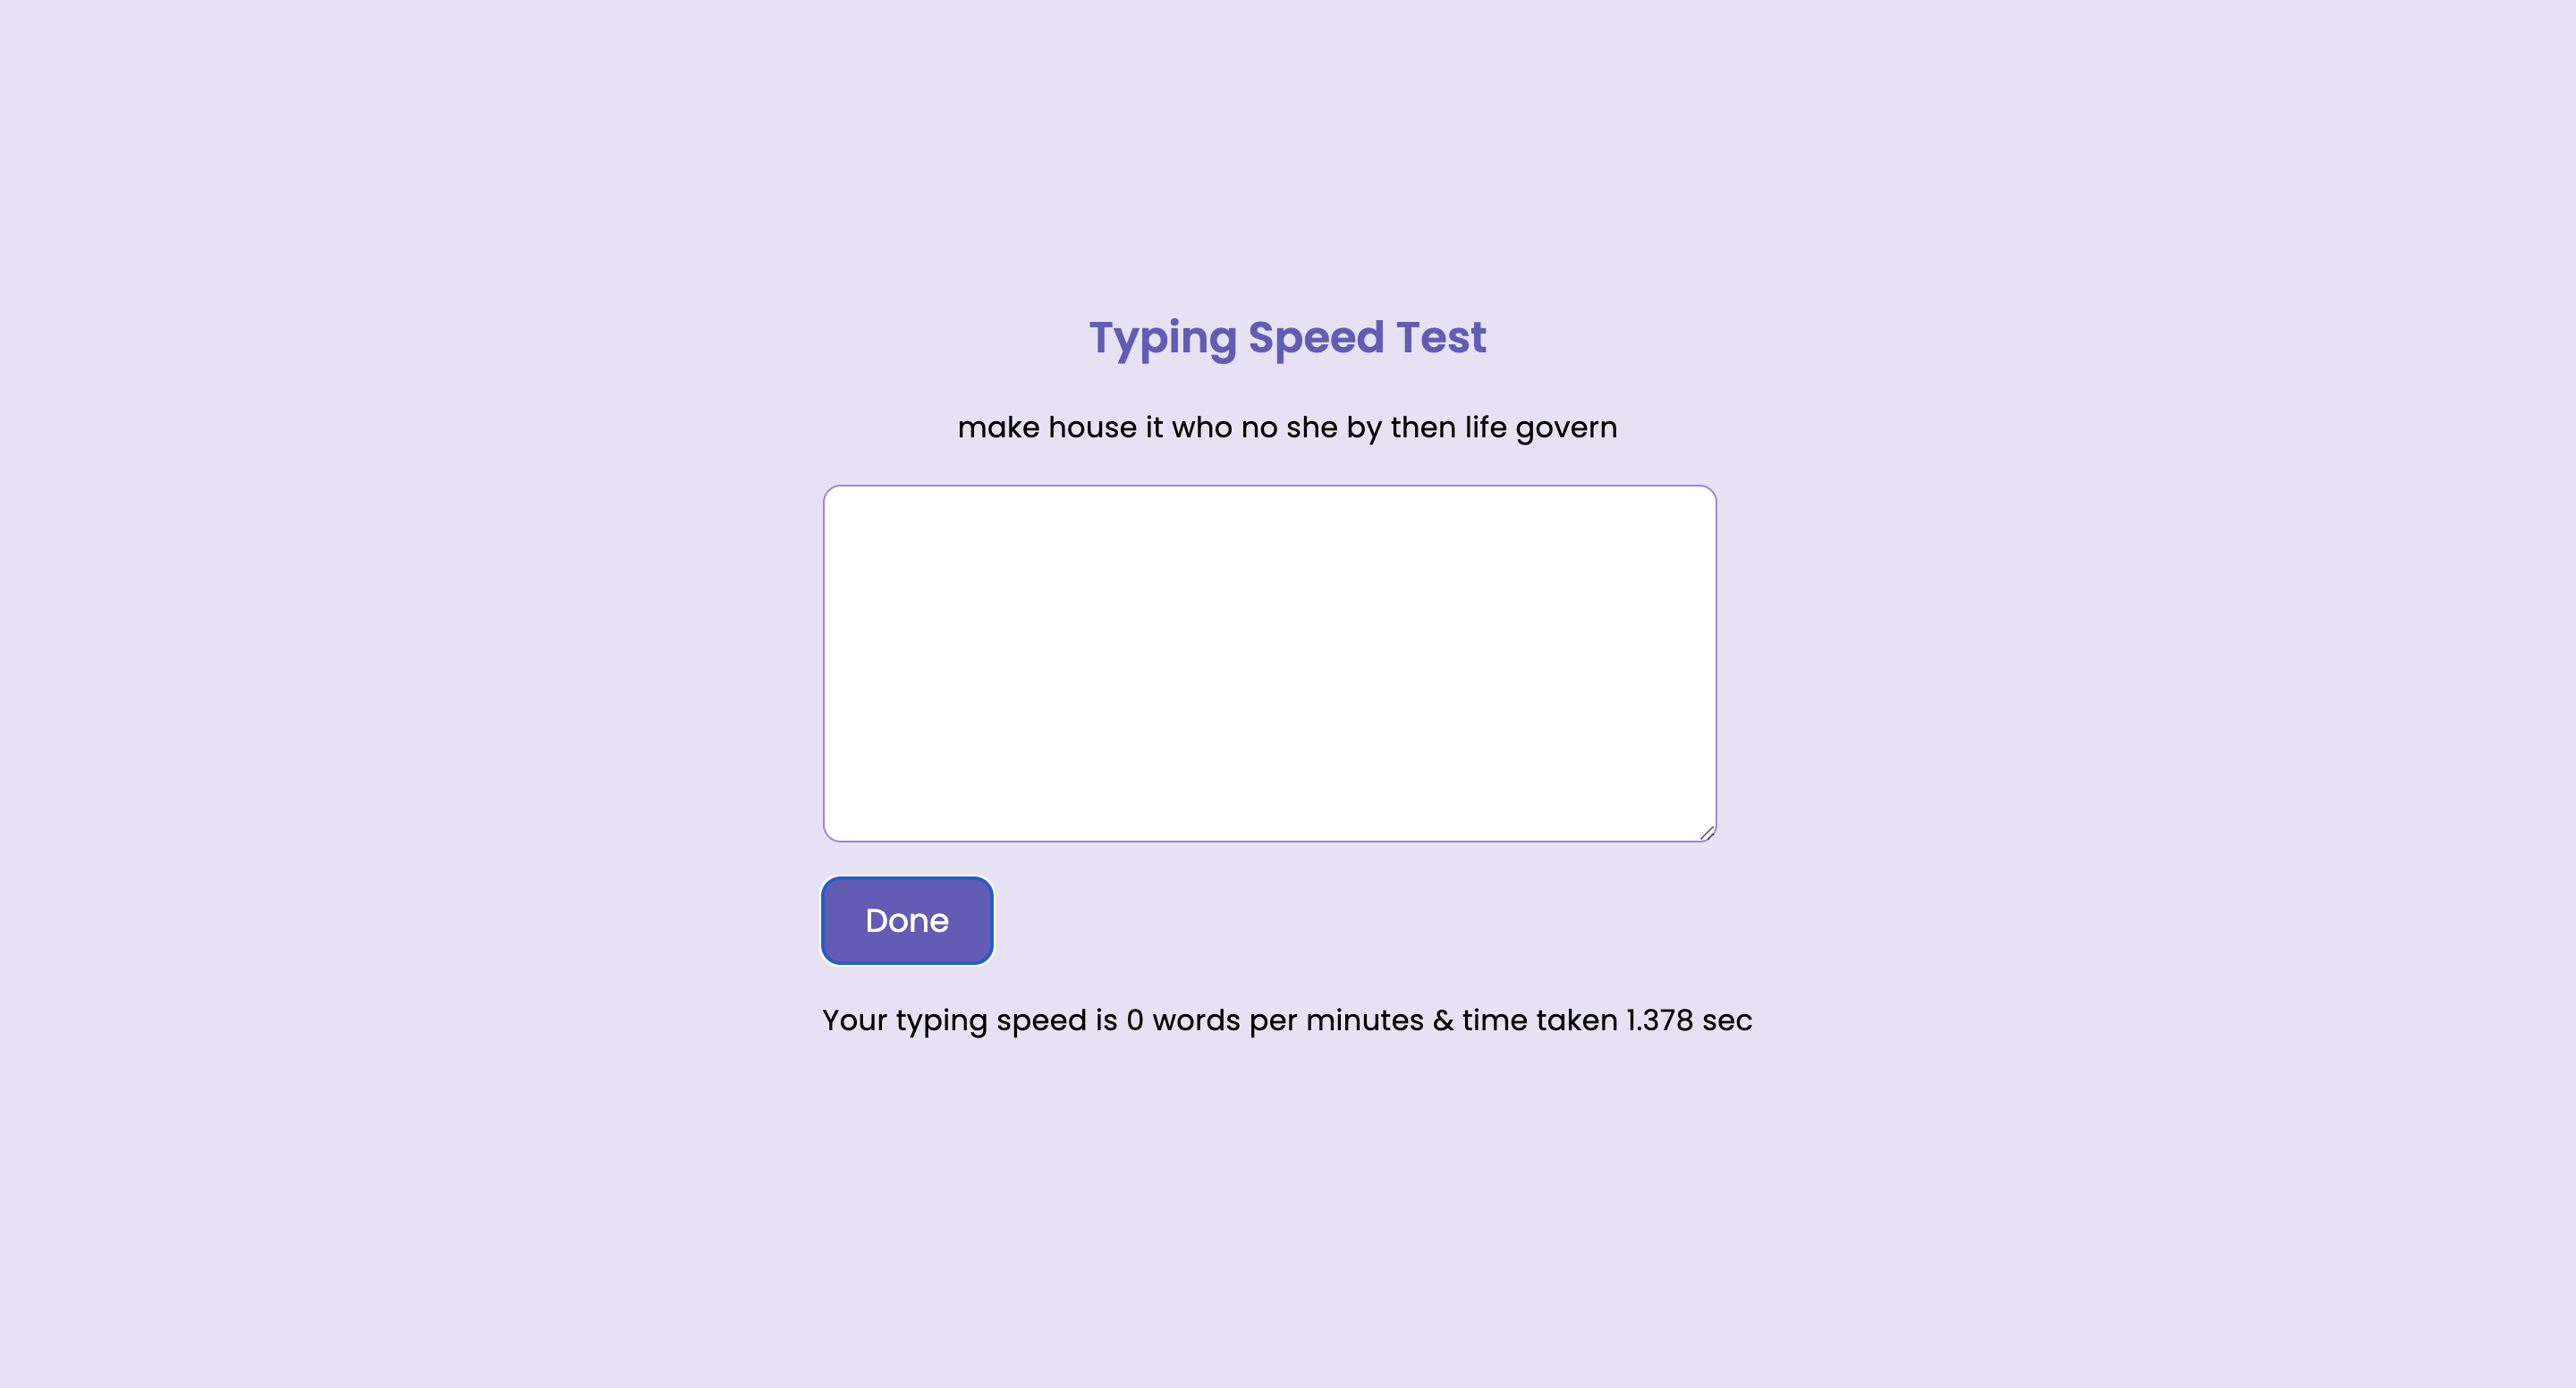 Typing Speed Test
make house it who no she by then life govern
Done
Your typing speed is 0 words per minutes & time taken 1.378 sec